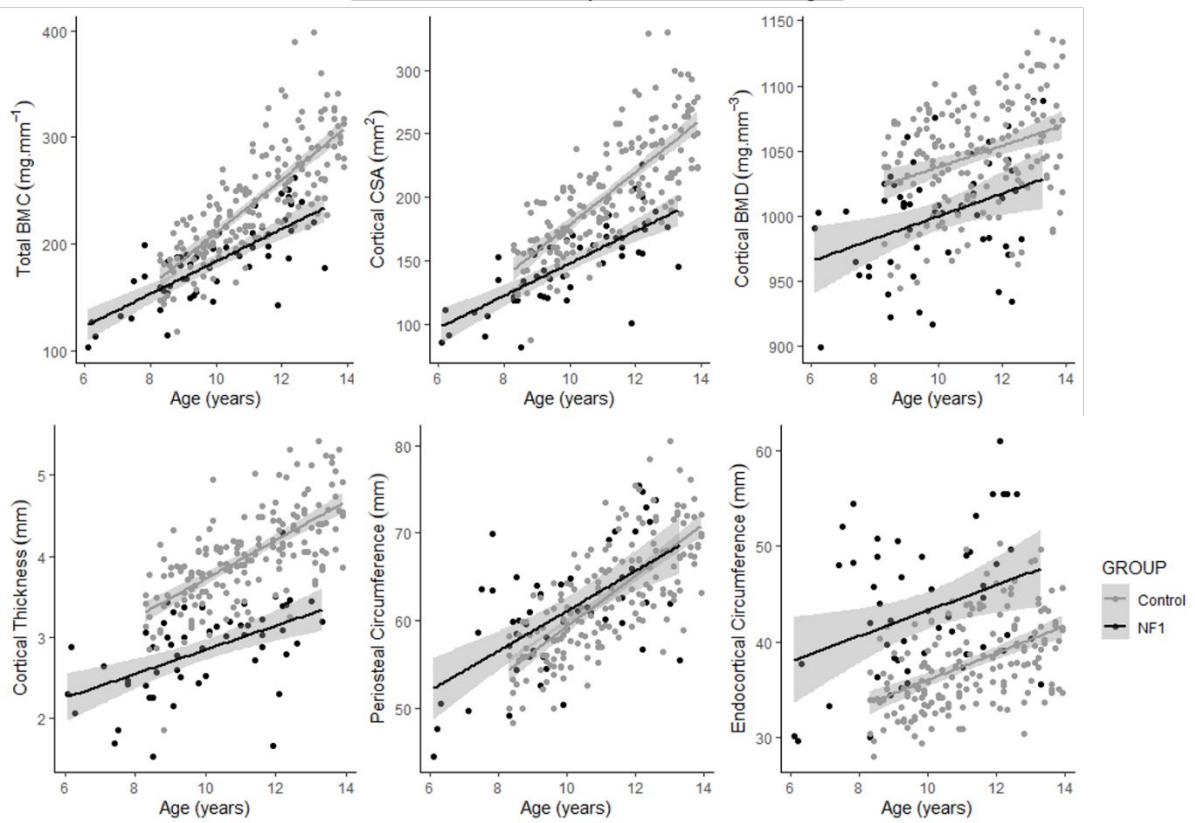 Total BMC (mg.mm⁻¹)
400
300
200
100
6 8 10 12 14
Age (years)
Cortical CSA (mm²)
300
250
200
150
100
6 8 10 12 14
Age (years)
Cortical BMD (mg.mm⁻³)
1150
1100
1050
1000
950
900
6 8 10 12 14
Age (years)
Cortical Thickness (mm)
5
4
3
2
6 8 10 12 14
Age (years)
Periosteal Circumference (mm)
80
70
60
50
6 8 10 12 14
Age (years)
Endocortical Circumference (mm)
60
50
40
30
6 8 10 12 14
Age (years)
GROUP
Control
NF1